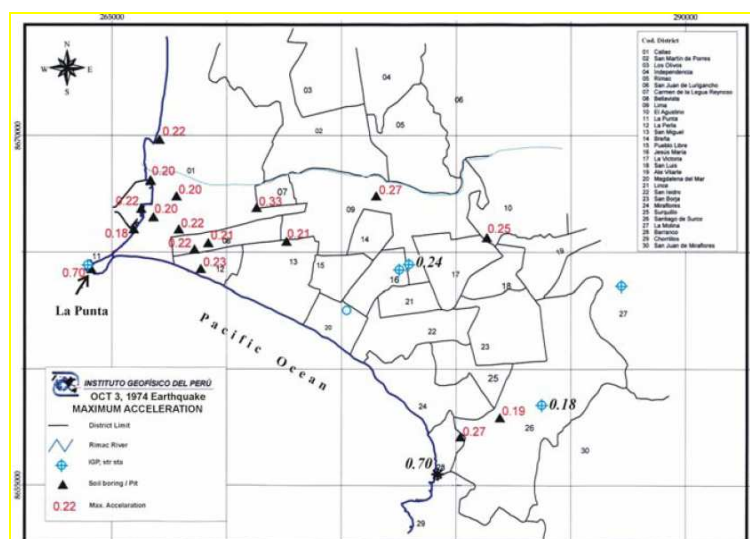 265000
290000
N
W
E
S
8670000
8655000
Cod. District
01 Callao
02 San Martin de Porres
03 Los Olivos
04 Independencia
05 Rimac
06 San Juan de Lurigancho
07 Carmen de la Legua Reynoso
08 Bellavista
09 Lima
10 El Agustino
11 La Punta
12 La Perla
13 San Miguel
14 Breña
15 Pueblo Libre
16 Jesus Maria
17 La Victoria
18 San Luis
19 Ate Vitarte
20 Magdalena del Mar
21 Lince
22 San Isidro
23 San Borja
24 Miraflores
25 Surquillo
26 Santiago de Surco
27 La Molina
28 Barranco
29 Chorrillos
30 San Juan de Miraflores
03
04
06
02
05
0.22
01
0.20
0.20
07
0.27
0.33
09
10
0.22
0.20
0.18
0.22
0.21
0.21
0.25
0.22
08
14
19
11
0.70
0.23
12
13
15
16
0.24
17
18
La Punta
21
27
20
22
23
Pacific Ocean
25
24
0.19
0.18
26
0.27
30
0.70
28
29
INSTITUTO GEOFÍSICO DEL PERÚ
OCT 3, 1974 Earthquake
MAXIMUM ACCELERATION
District Limit
Rimac River
IGP, str sta
Soil boring / Pit
0.22 Max. Accelaration